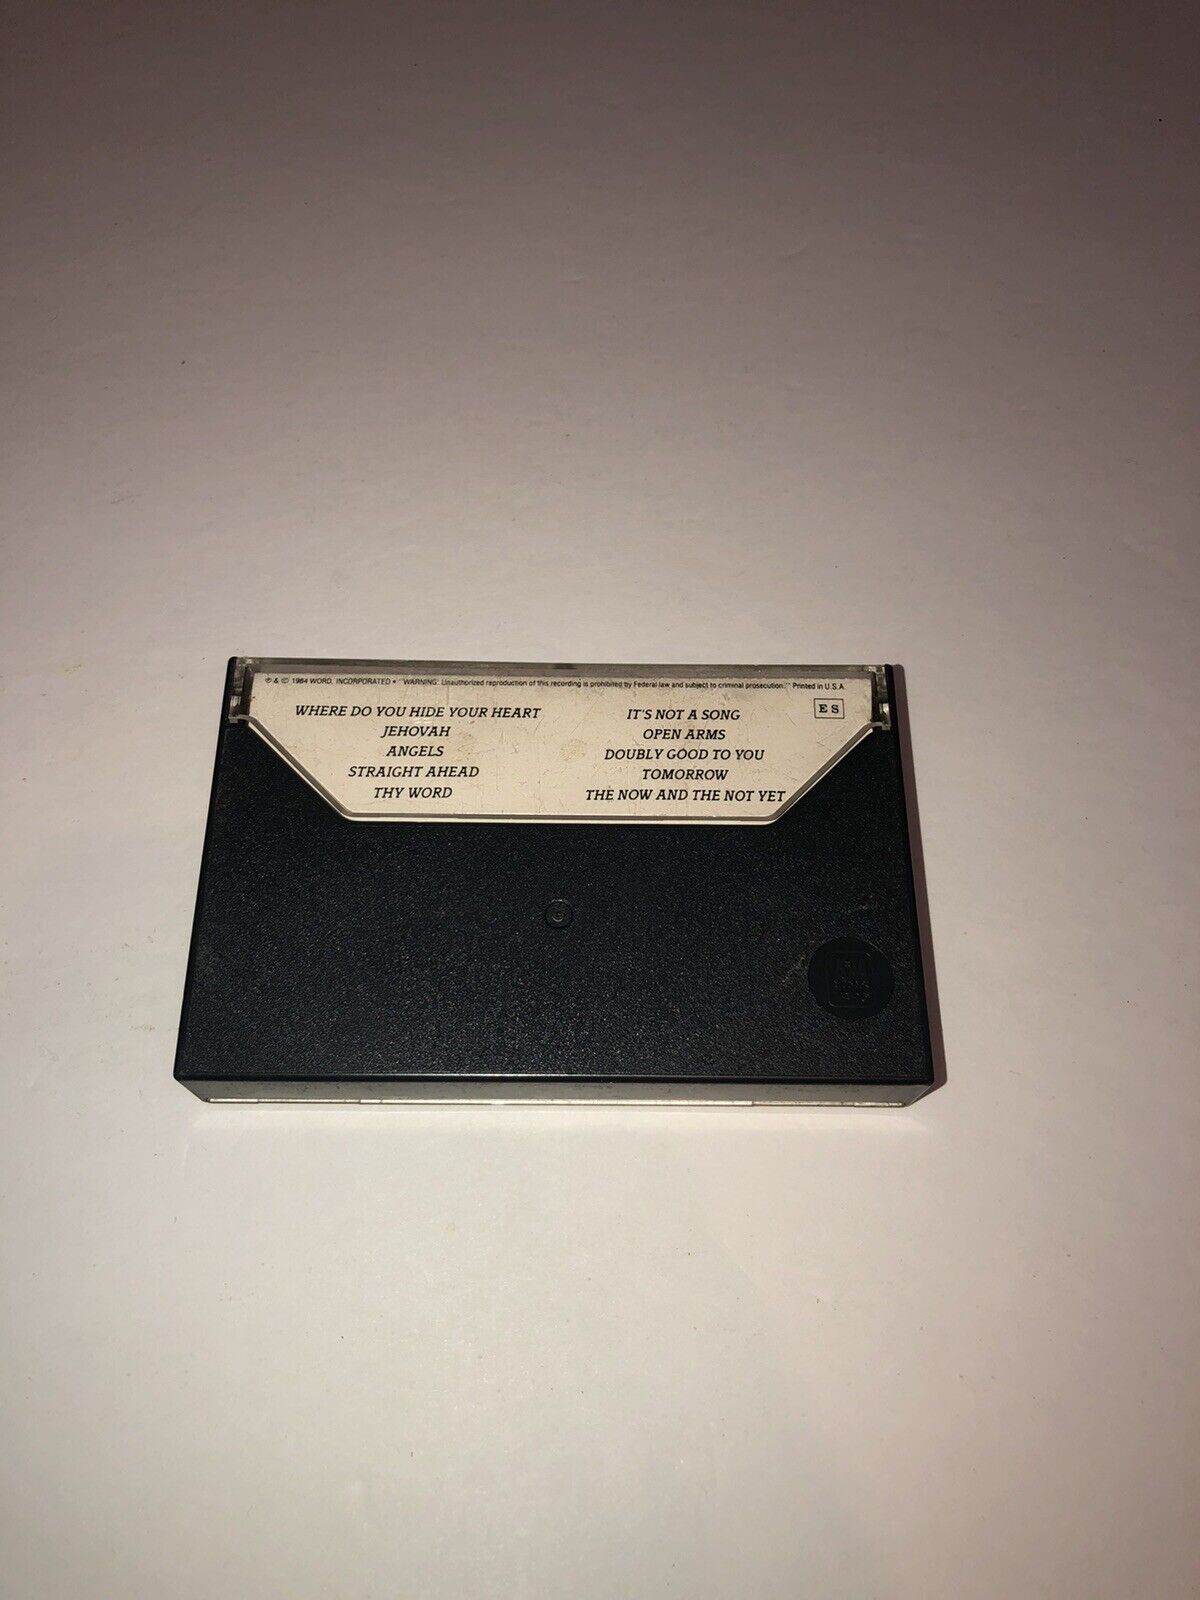 ℗ & © 1984 WORD, INCORPORATED • "WARNING: Unauthorized reproduction of this recording is prohibited by Federal law and subject to criminal prosecution." Printed in U.S.A.
WHERE DO YOU HIDE YOUR HEART
JEHOVAH
ANGELS
STRAIGHT AHEAD
THY WORD
IT'S NOT A SONG
OPEN ARMS
DOUBLY GOOD TO YOU
TOMORROW
THE NOW AND THE NOT YET
ES